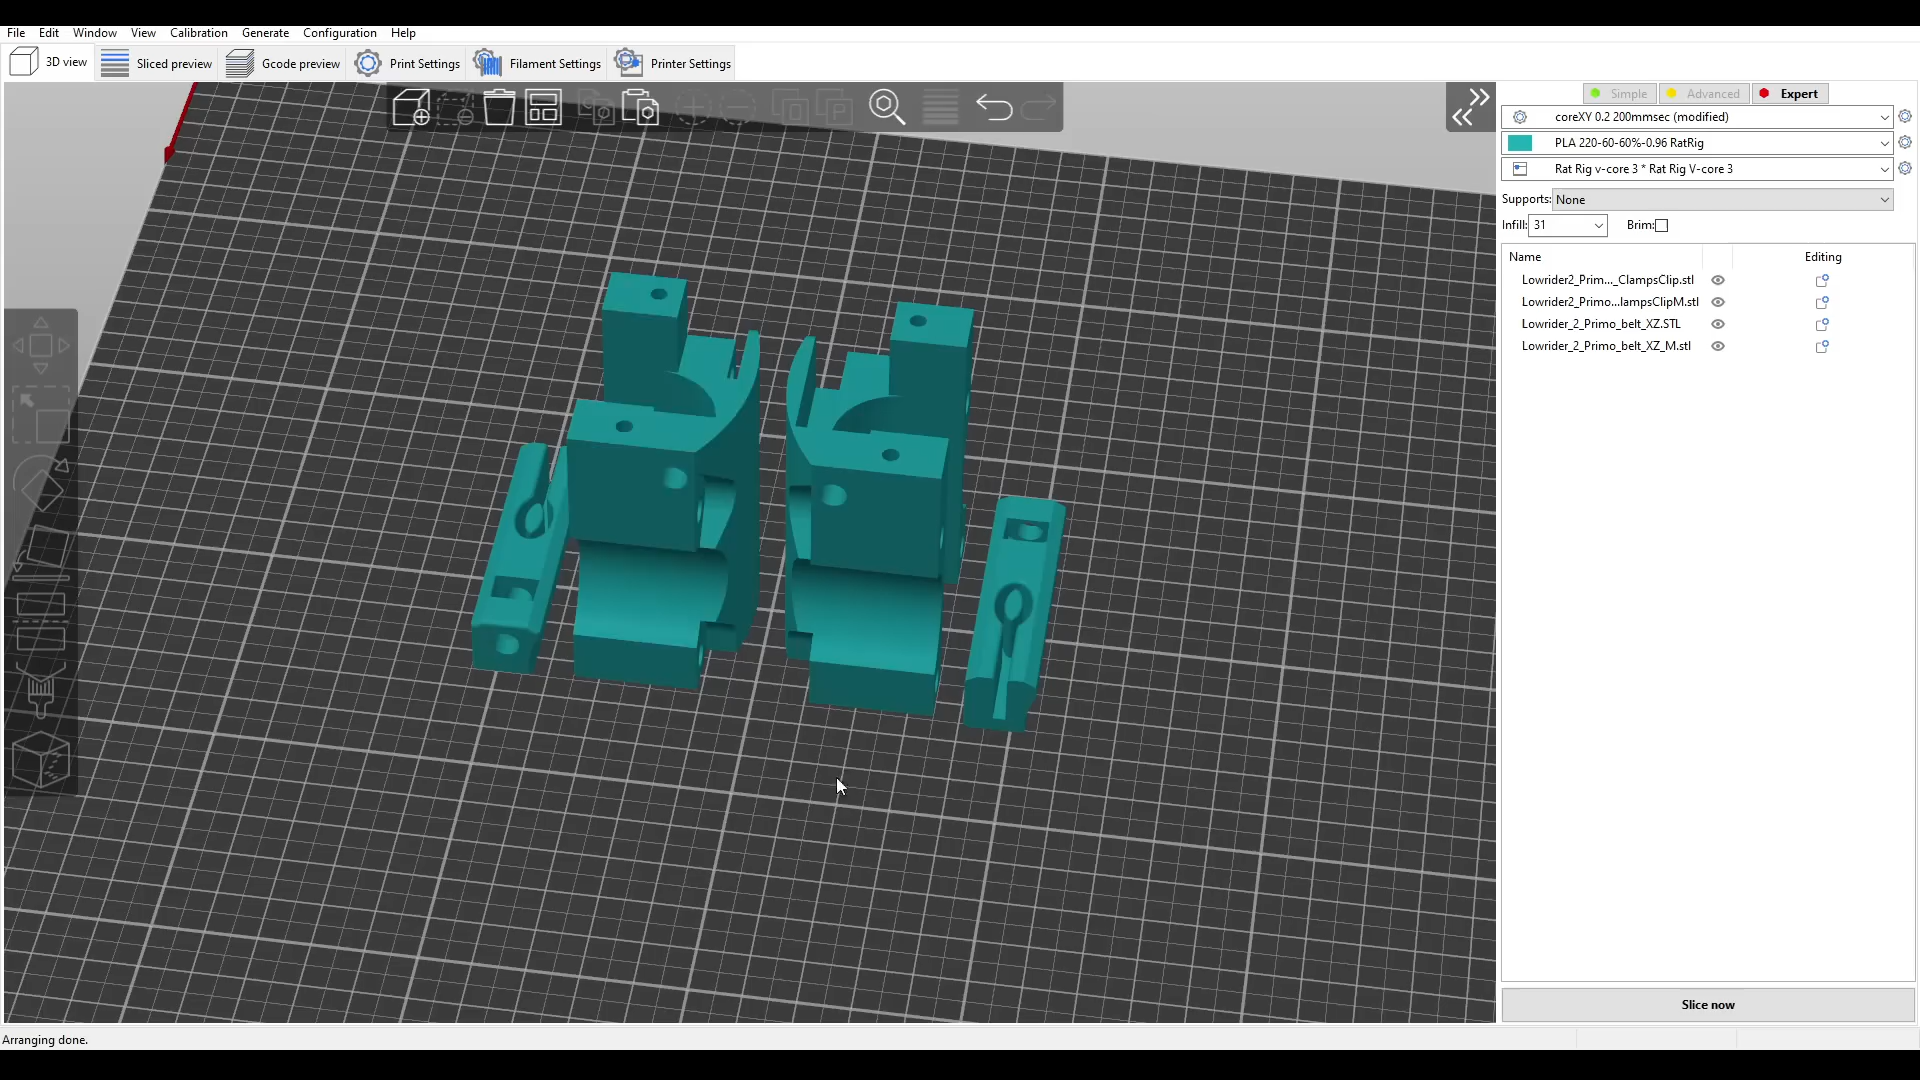 File Edit Window View Calibration Generate Configuration Help
3D view Sliced preview Gcode preview Print Settings Filament Settings Printer Settings
Simple Advanced Expert
coreXY 0.2 200mmsec (modified)
PLA 220-60-60%-0.96 RatRig
Rat Rig v-core 3 * Rat Rig V-core 3
Supports: None
Infill: 31 Brim:
Name Editing
Lowrider2_Prim..._ClampsClip.stl
Lowrider2_Primo...lampsClipM.stl
Lowrider_2_Primo_belt_XZ.STL
Lowrider_2_Primo_belt_XZ_M.stl
Slice now
Arranging done.